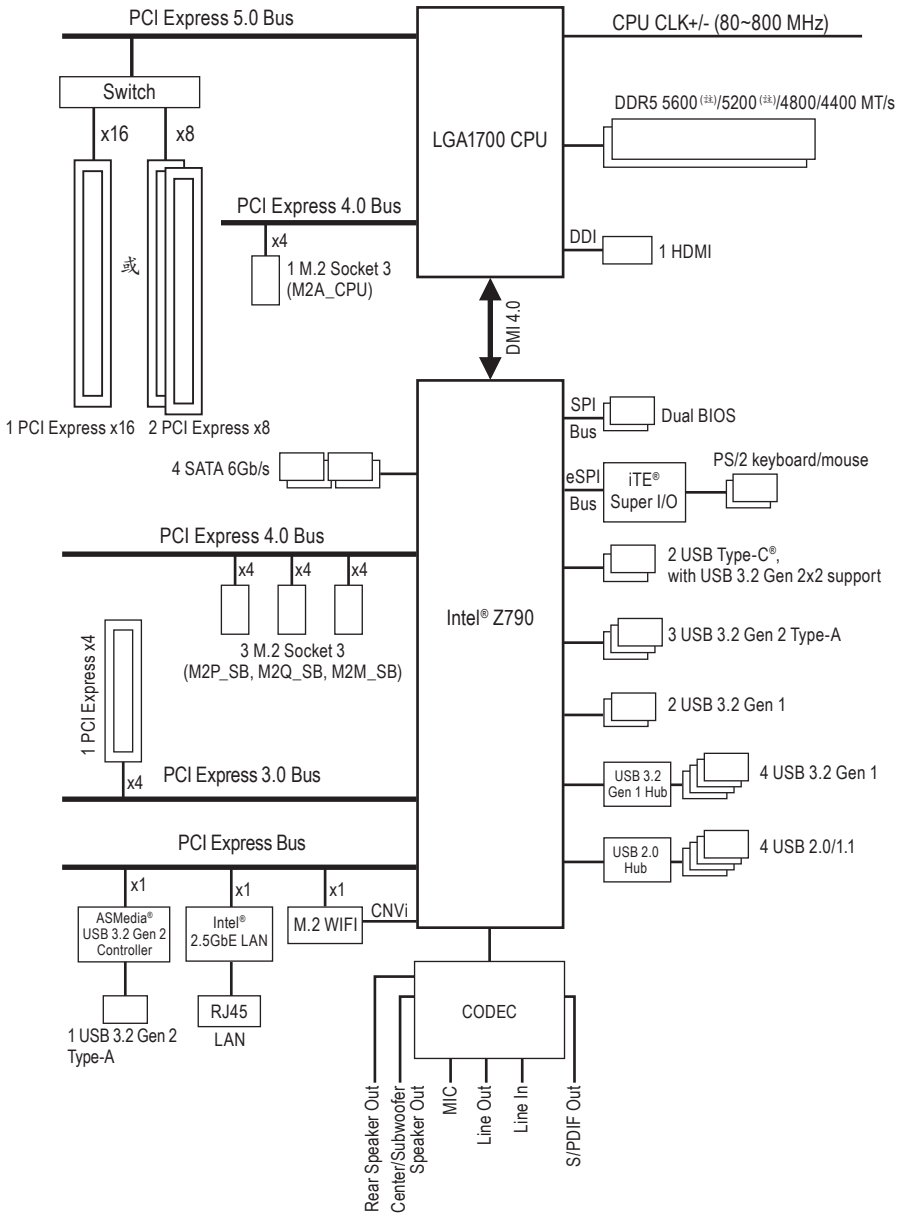 PCI Express 5.0 Bus
CPU CLK+/- (80~800 MHz)
Switch
x16
x8
LGA1700 CPU
DDR5 5600(註)/5200(註)/4800/4400 MT/s
PCI Express 4.0 Bus
x4
或
1 M.2 Socket 3
(M2A_CPU)
DDI
1 HDMI
DMI 4.0
1 PCI Express x16
2 PCI Express x8
SPI
Bus
Dual BIOS
4 SATA 6Gb/s
eSPI
Bus
iTE®
Super I/O
PS/2 keyboard/mouse
PCI Express 4.0 Bus
x4
x4
x4
2 USB Type-C®,
with USB 3.2 Gen 2x2 support
Intel® Z790
3 USB 3.2 Gen 2 Type-A
3 M.2 Socket 3
(M2P_SB, M2Q_SB, M2M_SB)
1 PCI Express x4
2 USB 3.2 Gen 1
x4
PCI Express 3.0 Bus
USB 3.2
Gen 1 Hub
4 USB 3.2 Gen 1
PCI Express Bus
USB 2.0
Hub
4 USB 2.0/1.1
x1
x1
x1
ASMedia®
USB 3.2 Gen 2
Controller
Intel®
2.5GbE LAN
M.2 WIFI
CNVi
1 USB 3.2 Gen 2
Type-A
RJ45
LAN
CODEC
Rear Speaker Out
Center/Subwoofer
Speaker Out
MIC
Line Out
Line In
S/PDIF Out